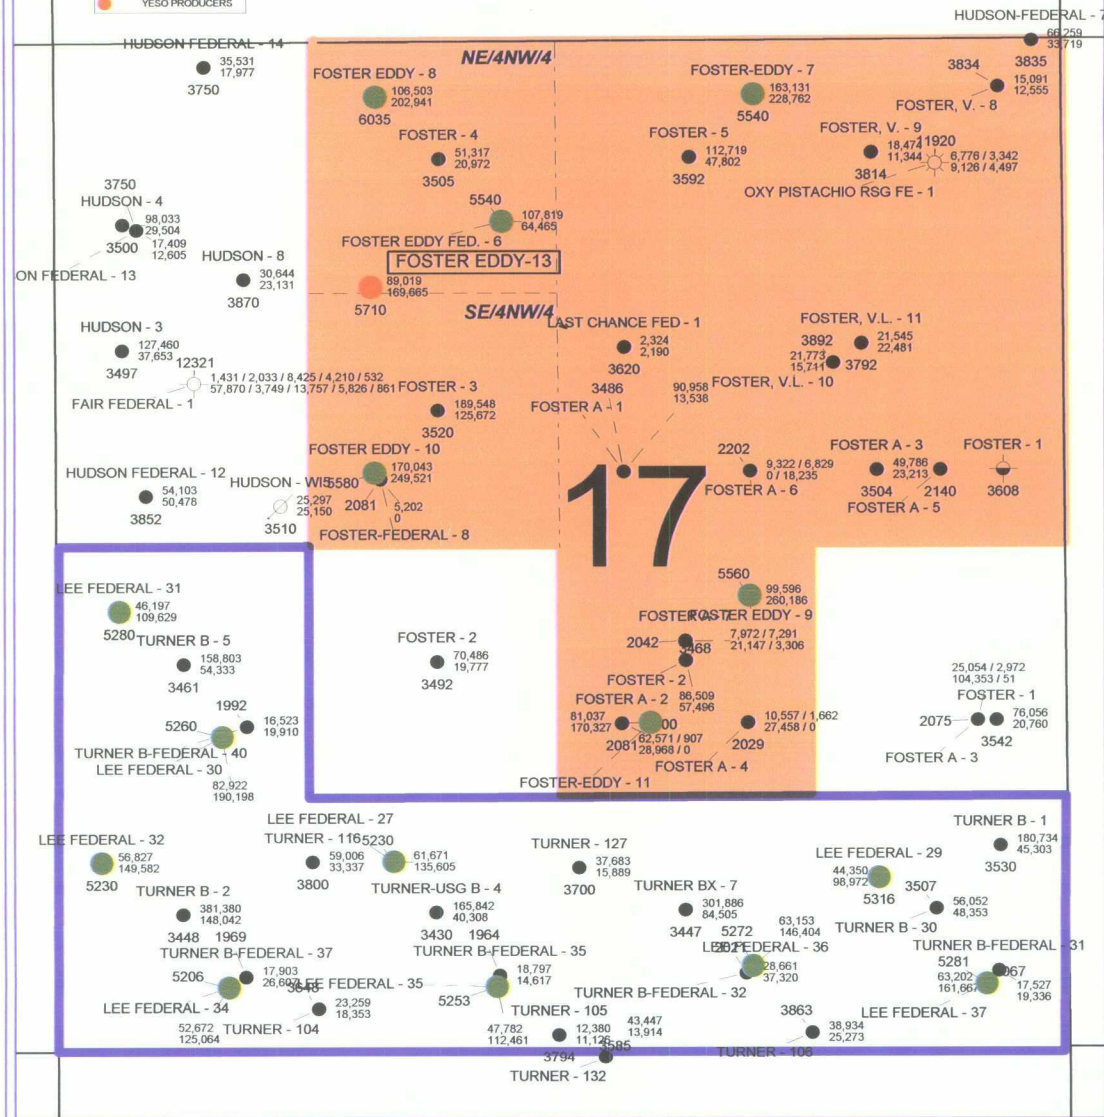 YESO PRODUCERS
HUDSON-FEDERAL - 7
66,259
33,719
3835
HUDSON FEDERAL - 14
35,531
17,977
3750
NE/4NW/4
FOSTER EDDY - 8
106,503
202,941
6035
FOSTER-EDDY - 7
163,131
228,762
5540
3834
15,091
12,555
FOSTER, V. - 8
FOSTER - 4
51,317
20,972
3505
FOSTER - 5
112,719
47,802
3592
FOSTER, V. - 9
18,474
11,344
3814
11920
6,776 / 3,342
9,126 / 4,497
OXY PISTACHIO RSG FE - 1
3750
HUDSON - 4
98,033
29,504
17,409
12,605
3500
ON FEDERAL - 13
5540
107,819
64,465
FOSTER EDDY FED. - 6
FOSTER EDDY-13
89,019
169,665
5710
HUDSON - 8
30,644
23,131
3870
SE/4NW/4
LAST CHANCE FED - 1
2,324
2,190
3620
FOSTER, V.L. - 11
3892
21,545
22,481
21,773
15,711
3792
FOSTER, V.L. - 10
HUDSON - 3
127,460
37,653
3497
12321
1,431 / 2,033 / 8,425 / 4,210 / 532
57,870 / 3,749 / 13,757 / 5,826 / 861
FAIR FEDERAL - 1
FOSTER - 3
189,548
125,672
3520
3486
90,958
13,538
FOSTER A - 1
FOSTER EDDY - 10
170,043
249,521
5580
2081
5,202
0
FOSTER-FEDERAL - 8
HUDSON FEDERAL - 12
54,103
50,478
3852
HUDSON - WI5
25,297
25,150
3510
17
2202
9,322 / 6,829
0 / 18,235
FOSTER A - 6
FOSTER A - 3
49,786
23,213
3504
2140
FOSTER A - 5
FOSTER - 1
3608
LEE FEDERAL - 31
46,197
109,629
5280
TURNER B - 5
158,803
54,333
3461
FOSTER - 2
70,486
19,777
3492
5560
99,596
260,186
FOSTER EDDY - 9
2042
3468
7,972 / 7,291
21,147 / 3,306
FOSTER - 2
86,509
57,496
FOSTER A - 2
81,037
170,327
2081
62,571 / 907
28,968 / 0
FOSTER-EDDY - 11
10,557 / 1,662
27,458 / 0
2029
FOSTER A - 4
25,054 / 2,972
104,353 / 51
FOSTER - 1
2075
76,056
20,760
3542
FOSTER A - 3
1992
5260
16,523
19,910
TURNER B-FEDERAL - 40
LEE FEDERAL - 30
82,922
190,198
LEE FEDERAL - 32
56,827
149,582
5230
LEE FEDERAL - 27
TURNER - 116
59,006
33,337
3800
5230
61,671
135,605
TURNER - 127
37,683
15,889
3700
LEE FEDERAL - 29
44,350
98,972
5316
TURNER B - 1
180,734
45,303
3530
TURNER B - 2
381,380
148,042
3448
TURNER-USG B - 4
165,842
40,308
3430
TURNER BX - 7
301,886
84,505
3447
3507
56,052
48,353
TURNER - B - 30
1969
TURNER B-FEDERAL - 37
17,903
5206
LEE FEDERAL - 34
52,672
125,064
23,259
18,353
TURNER - 104
1964
TURNER B-FEDERAL - 35
18,797
14,617
LEE FEDERAL - 35
5253
47,782
112,461
TURNER - 105
12,380
11,126
3794
43,447
13,914
3585
TURNER - 132
5272
63,153
146,404
LEE FEDERAL - 36
28,661
37,320
TURNER B-FEDERAL - 32
3863
38,934
25,273
TURNER - 106
TURNER B-FEDERAL - 31
5281
63,202
161,667
17,527
19,336
LEE FEDERAL - 37